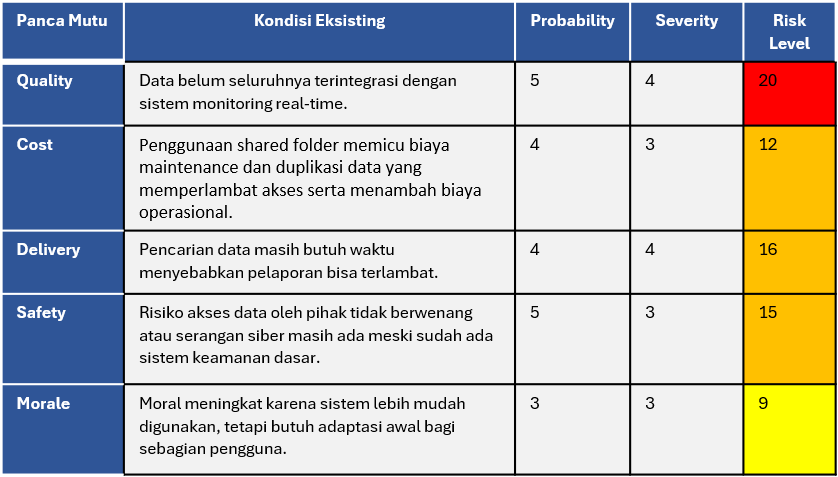 Panca Mutu Kondisi Eksisting Probability Severity Risk
Level
Quality Data belum seluruhnya terintegrasi dengan 5 4 20
sistem monitoring real-time.
Cost Penggunaan shared folder memicu biaya 4 3 12
maintenance dan duplikasi data yang
memperlambat akses serta menambah biaya
operasional.
Delivery Pencarian data masih butuh waktu 4 4 16
menyebabkan pelaporan bisa terlambat.
Safety Risiko akses data oleh pihak tidak berwenang 5 3 15
atau serangan siber masih ada meski sudah ada
sistem keamanan dasar.
Morale Moral meningkat karena sistem lebih mudah 3 3 9
digunakan, tetapi butuh adaptasi awal bagi
sebagian pengguna.